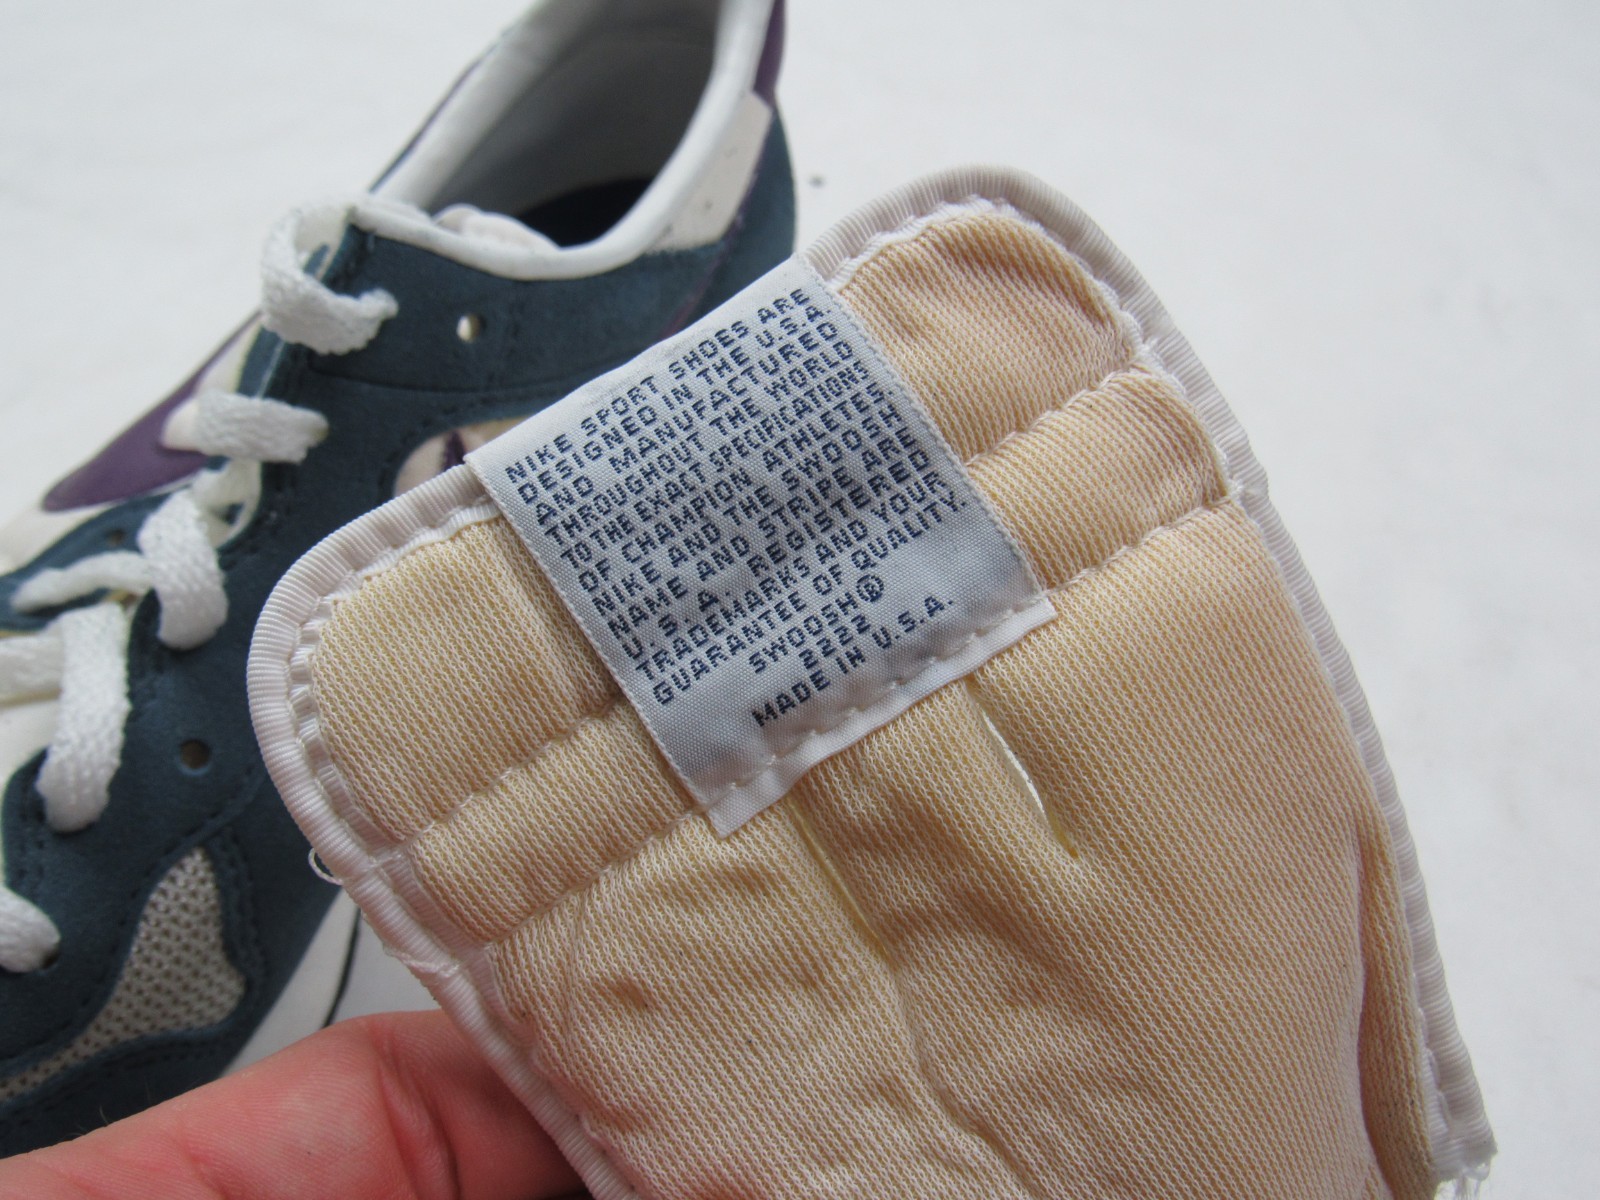 NIKE SPORT SHOES ARE
DESIGNED IN THE U.S.A.
AND MANUFACTURED
THROUGHOUT THE WORLD
TO THE EXACT SPECIFICATIONS
OF CHAMPION ATHLETES.
NIKE AND THE SWOOSH
NAME AND STRIPE ARE
U. S. A. REGISTERED
TRADEMARKS AND YOUR
GUARANTEE OF QUALITY.
SWOOSH®
2222
MADE IN U.S.A.